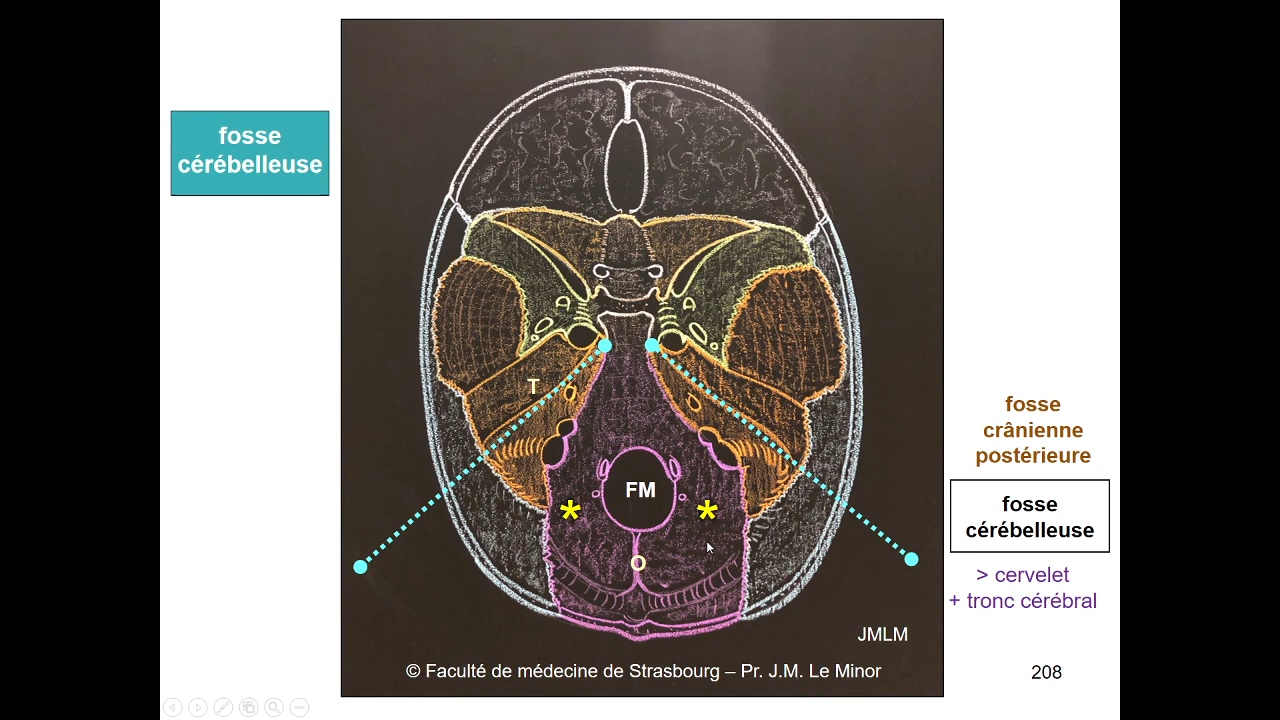 fosse
cérébelleuse
T
FM
*
*
O
fosse
crânienne
postérieure
fosse
cérébelleuse
> cervelet
+ tronc cérébral
JMLM
© Faculté de médecine de Strasbourg – Pr. J.M. Le Minor
208